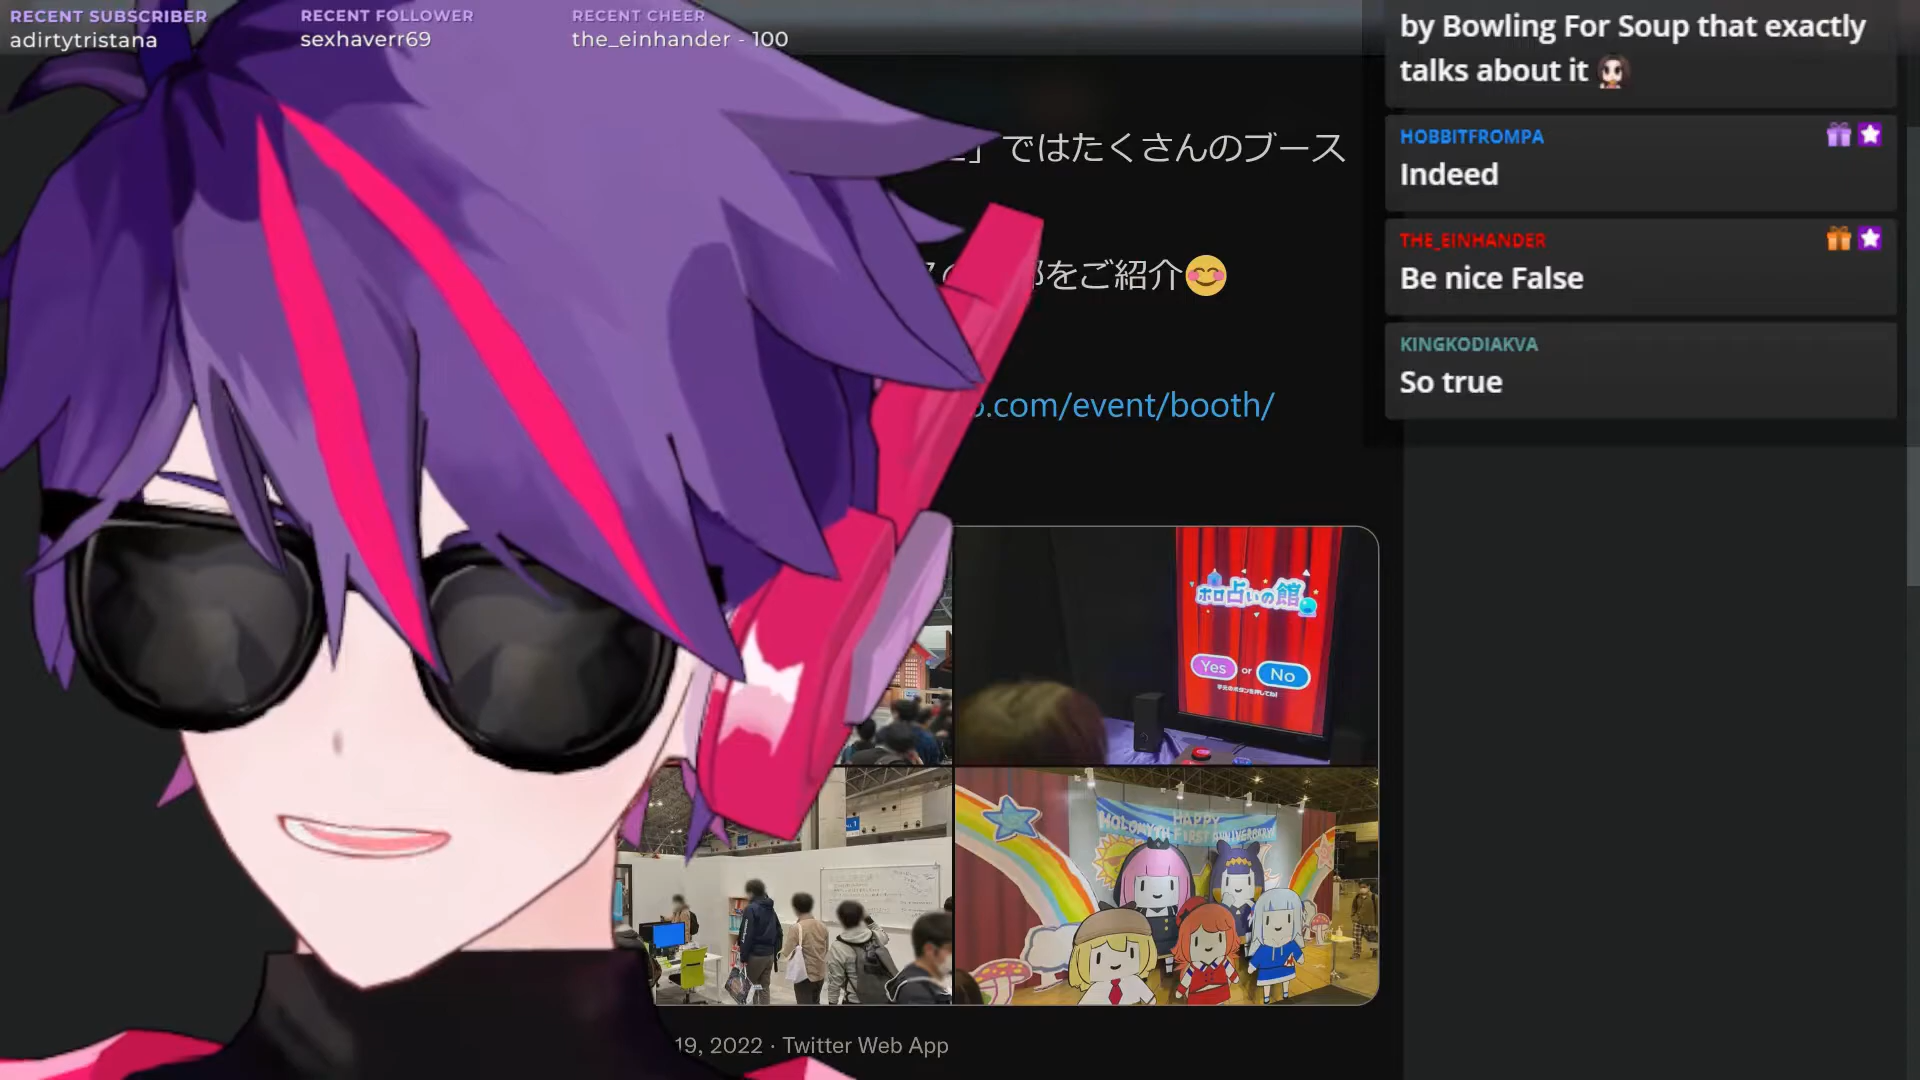 RECENT SUBSCRIBER
adirtytristana
RECENT FOLLOWER
sexhaverr69
RECENT CHEER
the_einhander - 100
by Bowling For Soup that exactly
talks about it
HOBBITFROMPA
Indeed
THE_EINHANDER
Be nice False
KINGKODIAKVA
So true
」ではたくさんのブース
をご紹介😊
.com/event/booth/
ホロ占いの館
Yes or No
HAPPY
HOLOMYTH FIRST ANNIVERSARY
19, 2022 · Twitter Web App